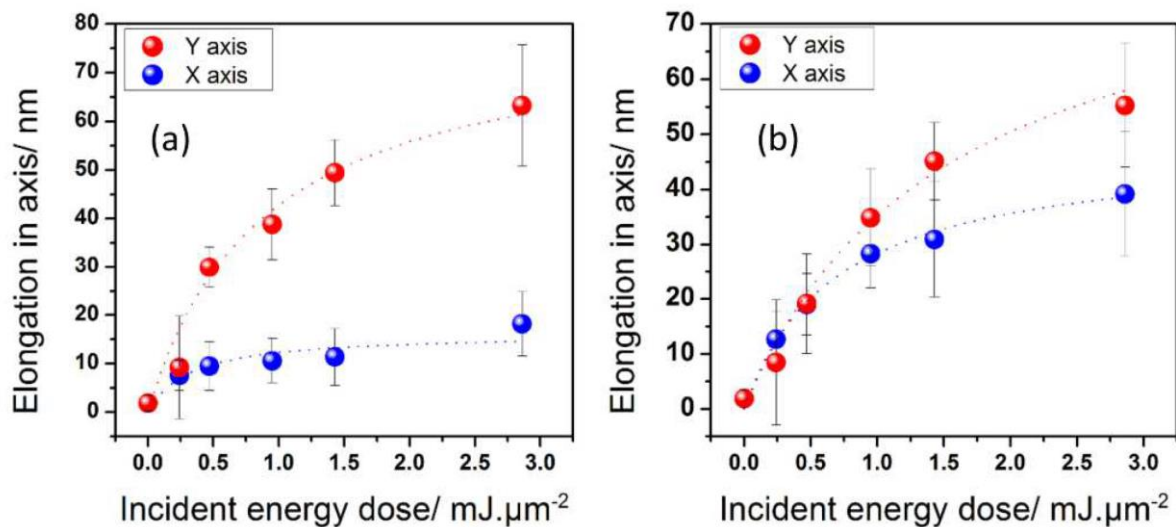 80
70
60
50
40
30
20
10
0
Elongation in axis/ nm
Y axis
X axis
(a)
0.0 0.5 1.0 1.5 2.0 2.5 3.0
Incident energy dose/ mJ.µm⁻²
70
60
50
40
30
20
10
0
Elongation in axis/ nm
Y axis
X axis
(b)
0.0 0.5 1.0 1.5 2.0 2.5 3.0
Incident energy dose/ mJ.µm⁻²